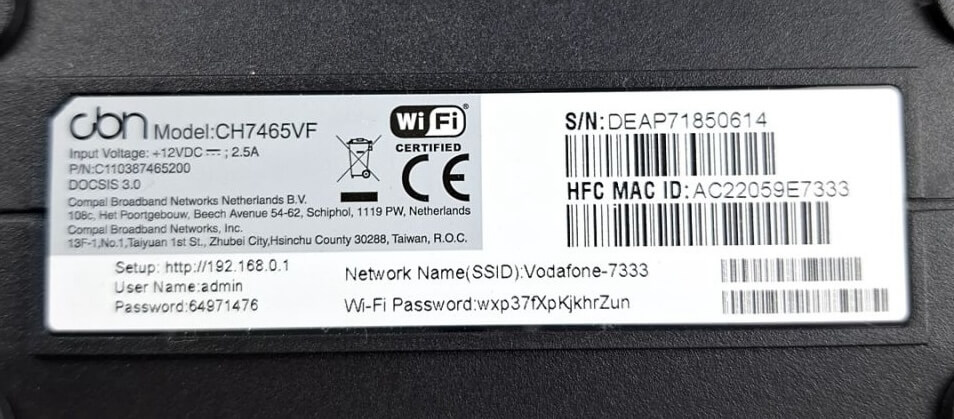 cbn Model:CH7465VF
Input Voltage: +12VDC ⎓ ; 2.5A
P/N:C110387465200
DOCSIS 3.0
Compal Broadband Networks Netherlands B.V.
108c, Het Poortgebouw, Beech Avenue 54-62, Schiphol, 1119 PW, Netherlands
Compal Broadband Networks, Inc.
13F-1,No.1,Taiyuan 1st St., Zhubei City,Hsinchu County 30288, Taiwan, R.O.C.
Wi Fi
CERTIFIED
CE
S/N:DEAP71850614
HFC MAC ID:AC22059E7333
Setup: http://192.168.0.1
User Name:admin
Password:64971476
Network Name(SSID):Vodafone-7333
Wi-Fi Password:wxp37fXpKjkhrZun